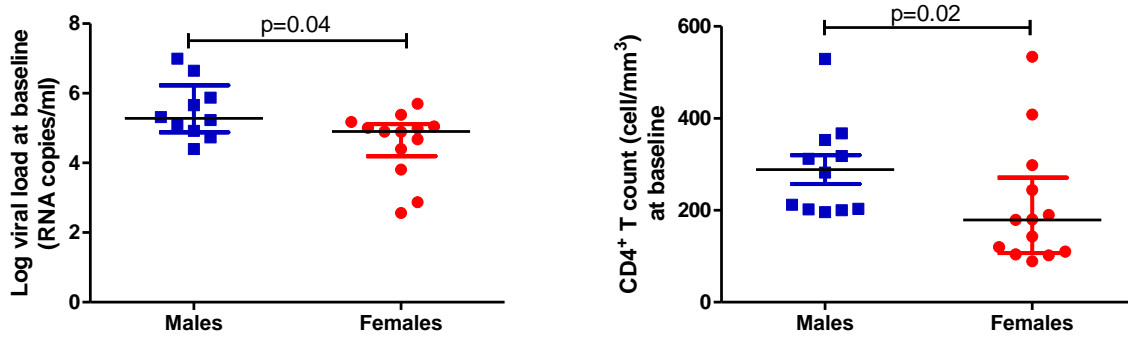 p=0.04
Log viral load at baseline
(RNA copies/ml)
8
6
4
2
0
Males Females
p=0.02
CD4⁺ T count (cell/mm³)
at baseline
600
400
200
0
Males Females